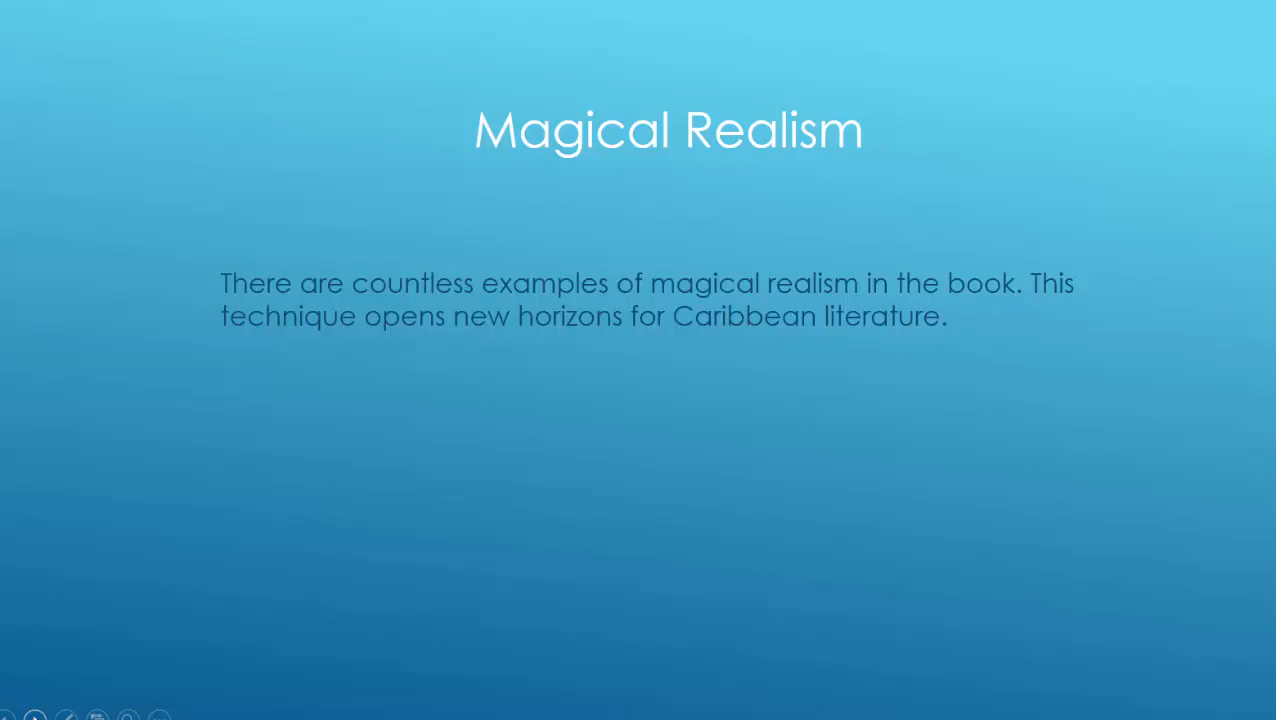 Magical Realism
There are countless examples of magical realism in the book. This
technique opens new horizons for Caribbean literature.